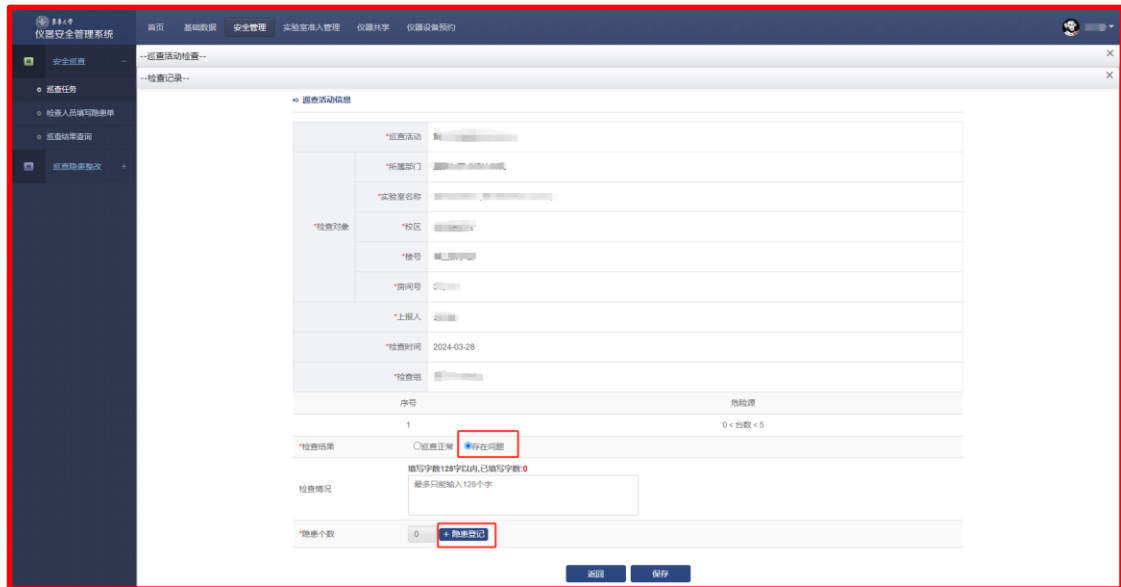 仪器安全管理系统
首页 基础数据 安全管理 实验室准入管理 仪器共享 仪器设备预约
安全巡查
巡查任务
检查人员填写隐患单
巡查结果查询
巡查隐患整改
--巡查活动检查--
--检查记录--
巡查活动信息
*巡查活动
*检查对象
*所属部门
*实验室名称
*校区
*楼号
*房间号
*上报人
*检查时间 2024-03-28
*检查组
序号 危险源
1 0 < 台数 < 5
*检查结果 巡查正常 存在问题
填写字数128字以内,已填写字数:0
检查情况 最多只能输入128个字
*隐患个数 0 + 隐患登记
返回 保存